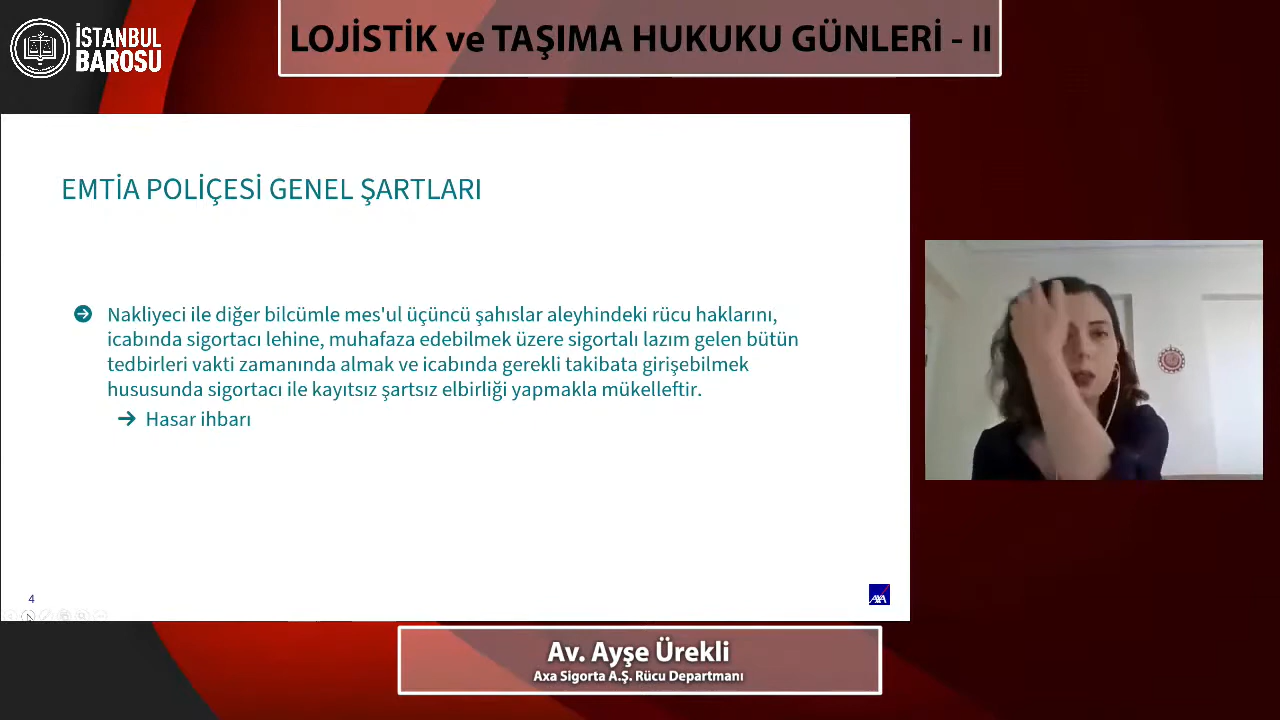 İSTANBUL
BAROSU
LOJİSTİK ve TAŞIMA HUKUKU GÜNLERİ - II
EMTİA POLİÇESİ GENEL ŞARTLARI
Nakliyeci ile diğer bilcümle mes'ul üçüncü şahıslar aleyhindeki rücu haklarını,
icabında sigortacı lehine, muhafaza edebilmek üzere sigortalı lazım gelen bütün
tedbirleri vakti zamanında almak ve icabında gerekli takibata girişebilmek
hususunda sigortacı ile kayıtsız şartsız elbirliği yapmakla mükelleftir.
Hasar ihbarı
4
AXA
Av. Ayşe Ürekli
Axa Sigorta A.Ş. Rücu Departmanı